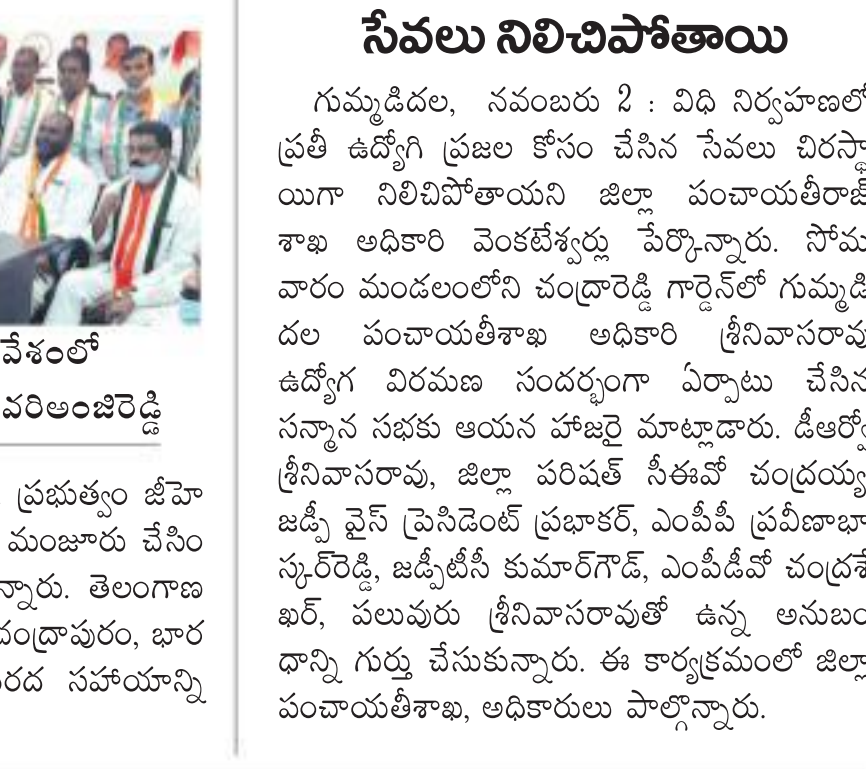 వేశంలో
వరిఅంజిరెడ్డి
ప్రభుత్వం జీహె
మంజూరు చేసిం
న్నారు. తెలంగాణ
చంద్రాపురం, భార
రద సహాయాన్ని
సేవలు నిలిచిపోతాయి
గుమ్మడిదల, నవంబరు 2 : విధి నిర్వహణలో
ప్రతీ ఉద్యోగి ప్రజల కోసం చేసిన సేవలు చిరస్థా
యిగా నిలిచిపోతాయని జిల్లా పంచాయతీరాజ్
శాఖ అధికారి వెంకటేశ్వర్లు పేర్కొన్నారు. సోమ
వారం మండలంలోని చంద్రారెడ్డి గార్డెన్‌లో గుమ్మడి
దల పంచాయతీశాఖ అధికారి శ్రీనివాసరావు
ఉద్యోగ విరమణ సందర్భంగా ఏర్పాటు చేసిన
సన్మాన సభకు ఆయన హాజరై మాట్లాడారు. డీఆర్వో
శ్రీనివాసరావు, జిల్లా పరిషత్ సీఈవో చంద్రయ్య
జడ్పీ వైస్ ప్రెసిడెంట్ ప్రభాకర్, ఎంపీపీ ప్రవీణాభా
స్కర్‌రెడ్డి, జడ్పీటీసీ కుమార్‌గౌడ్, ఎంపీడీవో చంద్రశే
ఖర్, పలువురు శ్రీనివాసరావుతో ఉన్న అనుబం
ధాన్ని గుర్తు చేసుకున్నారు. ఈ కార్యక్రమంలో జిల్లా
పంచాయతీశాఖ, అధికారులు పాల్గొన్నారు.